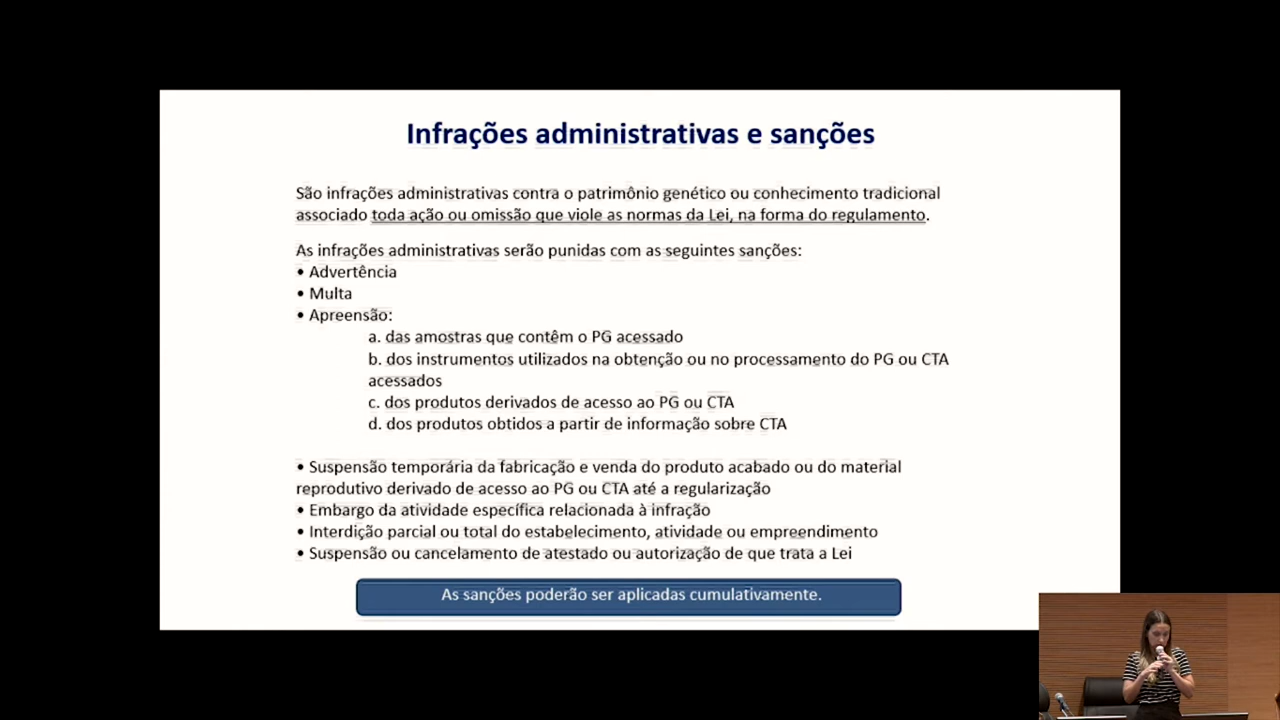 Infrações administrativas e sanções
São infrações administrativas contra o patrimônio genético ou conhecimento tradicional
associado toda ação ou omissão que viole as normas da Lei, na forma do regulamento.
As infrações administrativas serão punidas com as seguintes sanções:
• Advertência
• Multa
• Apreensão:
a. das amostras que contêm o PG acessado
b. dos instrumentos utilizados na obtenção ou no processamento do PG ou CTA
acessados
c. dos produtos derivados de acesso ao PG ou CTA
d. dos produtos obtidos a partir de informação sobre CTA
• Suspensão temporária da fabricação e venda do produto acabado ou do material
reprodutivo derivado de acesso ao PG ou CTA até a regularização
• Embargo da atividade específica relacionada à infração
• Interdição parcial ou total do estabelecimento, atividade ou empreendimento
• Suspensão ou cancelamento de atestado ou autorização de que trata a Lei
As sanções poderão ser aplicadas cumulativamente.